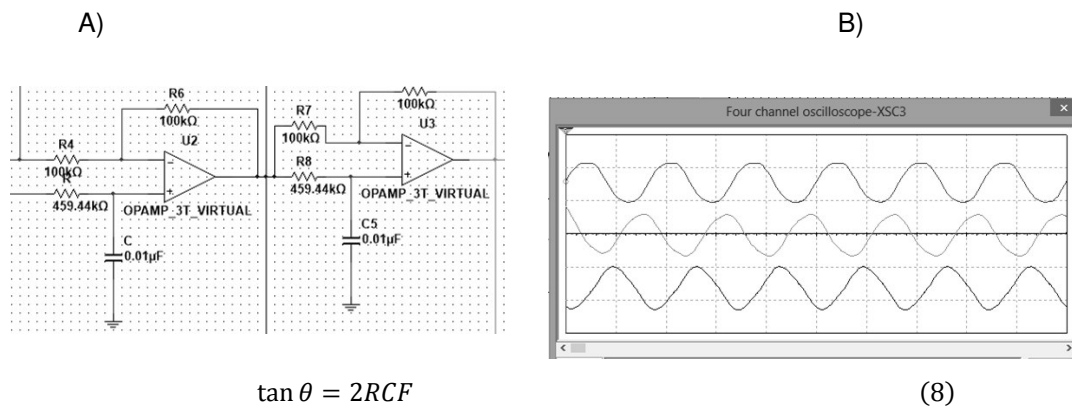 A) B)
R6
100kΩ
U2
R4
100kΩ
R
459.44kΩ
OPAMP_3T_VIRTUAL
C
0.01µF
R7
100kΩ
R8
459.44kΩ
100kΩ
U3
OPAMP_3T_VIRTUAL
C5
0.01µF
Four channel oscilloscope-XSC3
tan θ = 2RCF (8)